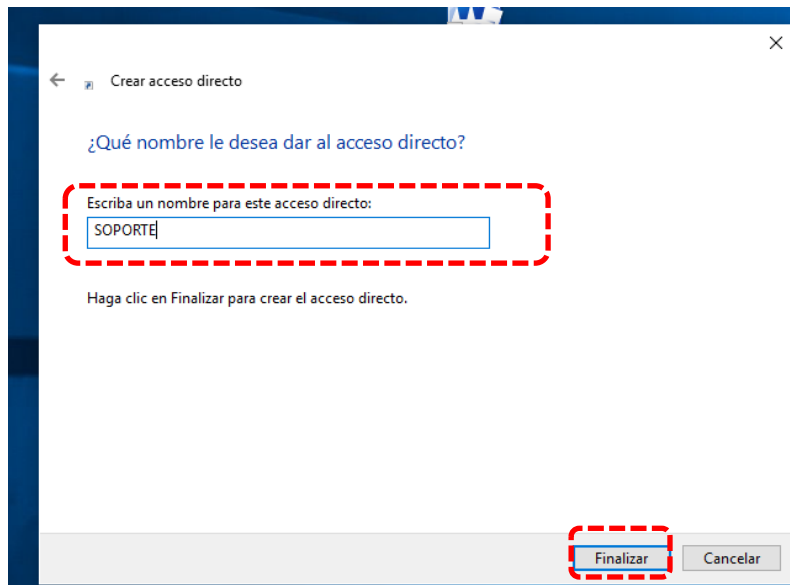 Crear acceso directo
¿Qué nombre le desea dar al acceso directo?
Escriba un nombre para este acceso directo:
SOPORTE
Haga clic en Finalizar para crear el acceso directo.
Finalizar Cancelar